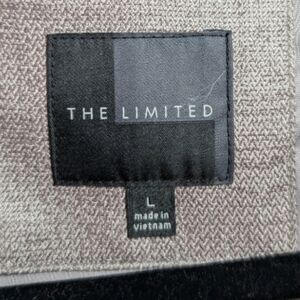 THE LIMITED
L
made in
vietnam